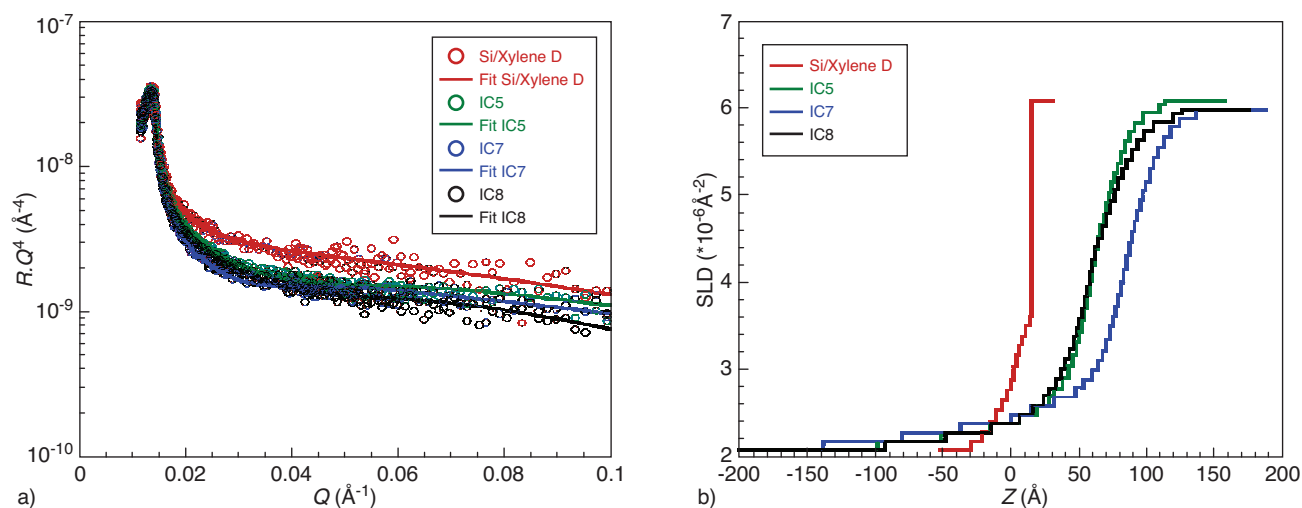 10⁻⁷
10⁻⁸
10⁻⁹
10⁻¹⁰
R.Q⁴ (Å⁻⁴)
Si/Xylene D
Fit Si/Xylene D
IC5
Fit IC5
IC7
Fit IC7
IC8
Fit IC8
0 0.02 0.04 0.06 0.08 0.1
Q (Å⁻¹)
a)
7
6
5
4
3
2
SLD (*10⁻⁶Å⁻²)
Si/Xylene D
IC5
IC7
IC8
-200 -150 -100 -50 0 50 100 150 200
Z (Å)
b)